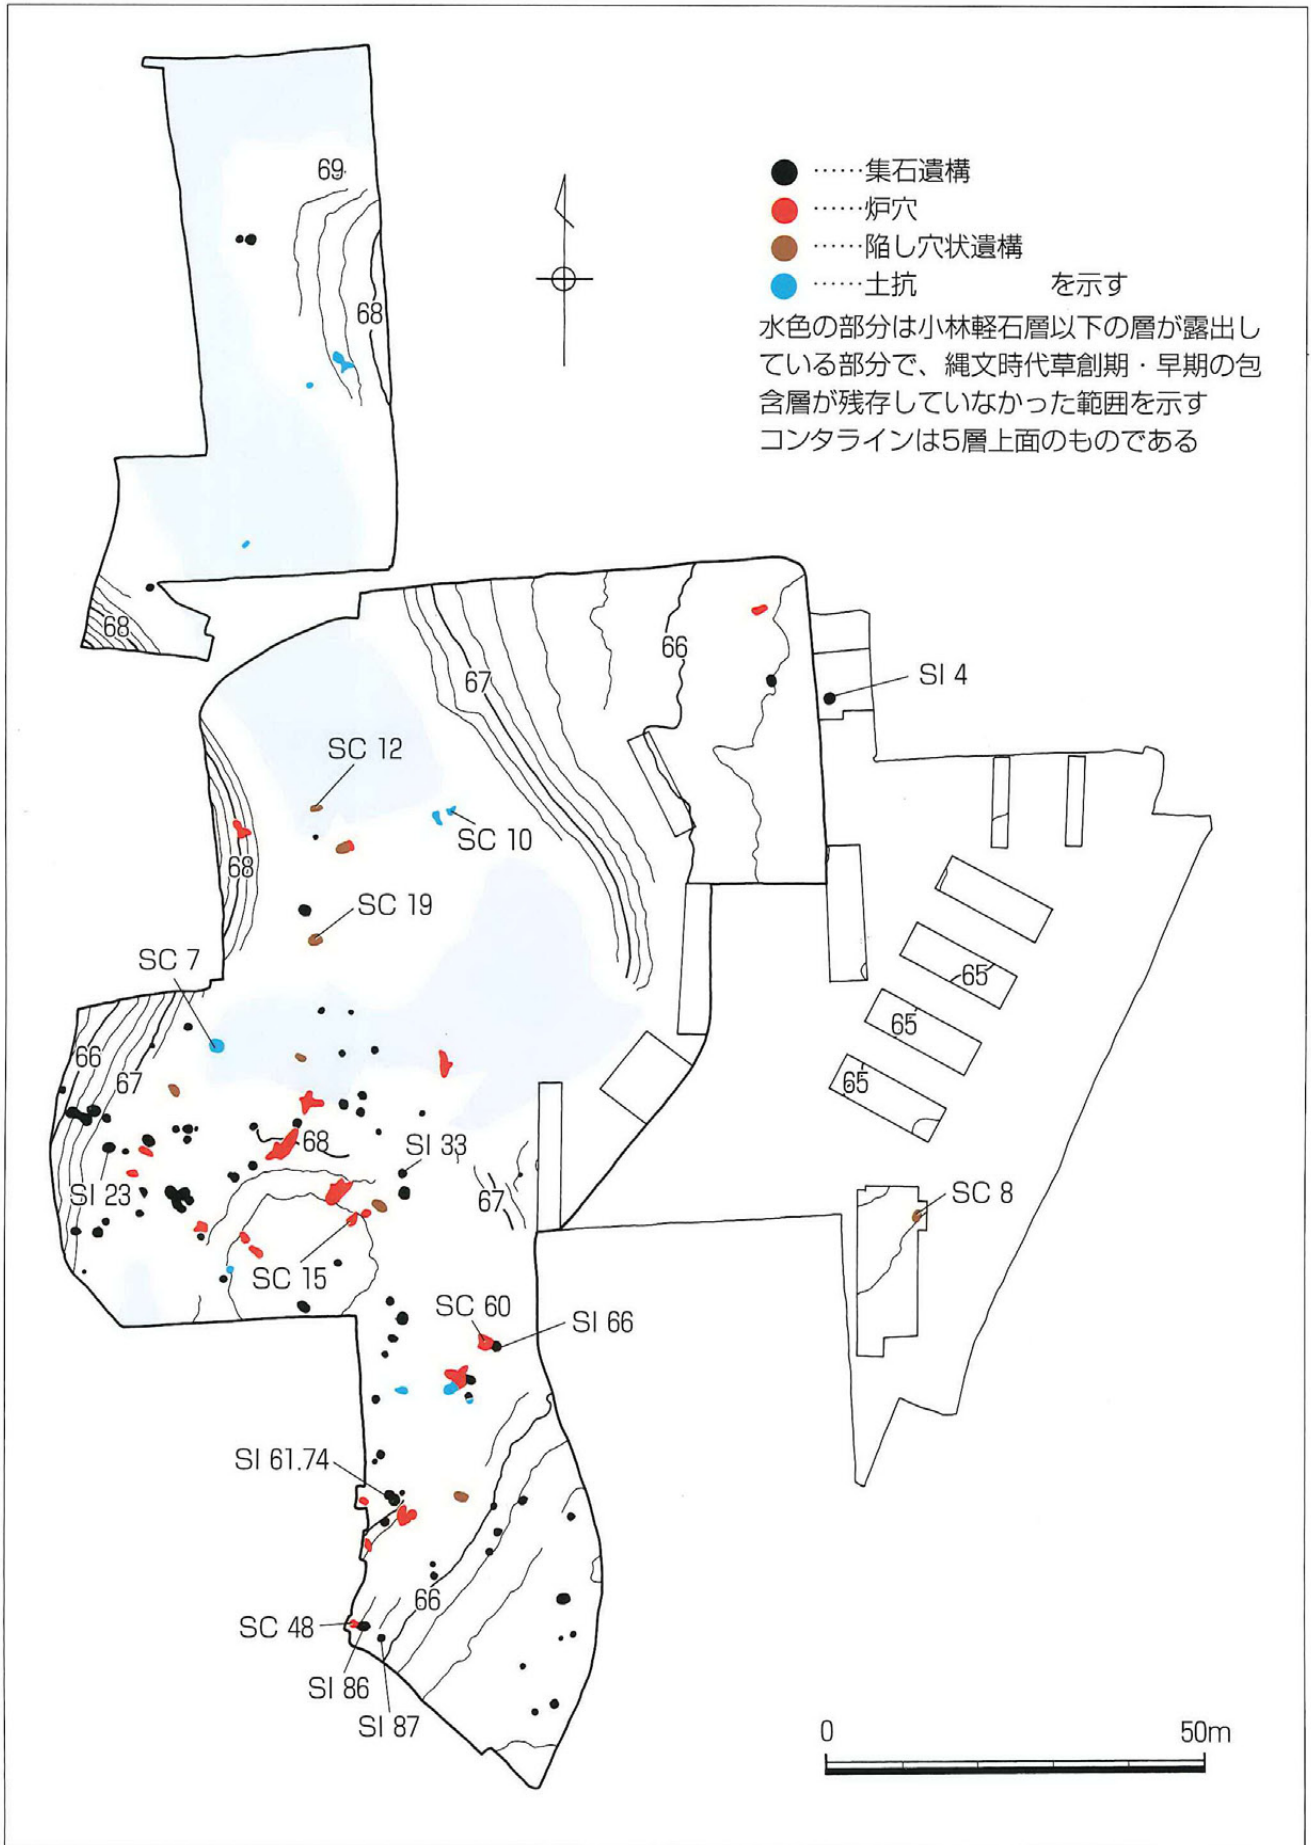 69
68
●……集石遺構
●……炉穴
●……陥し穴状遺構
●……土抗 を示す
水色の部分は小林軽石層以下の層が露出し
ている部分で、縄文時代草創期・早期の包
含層が残存していなかった範囲を示す
コンタラインは5層上面のものである
68
66
67
SI 4
SC 12
SC 10
68
SC 19
SC 7
65
65
65
66
67
68
SI 33
SI 23
67
SC 8
SC 15
SC 60
SI 66
SI 61.74
66
SC 48
SI 86
SI 87
0
50m